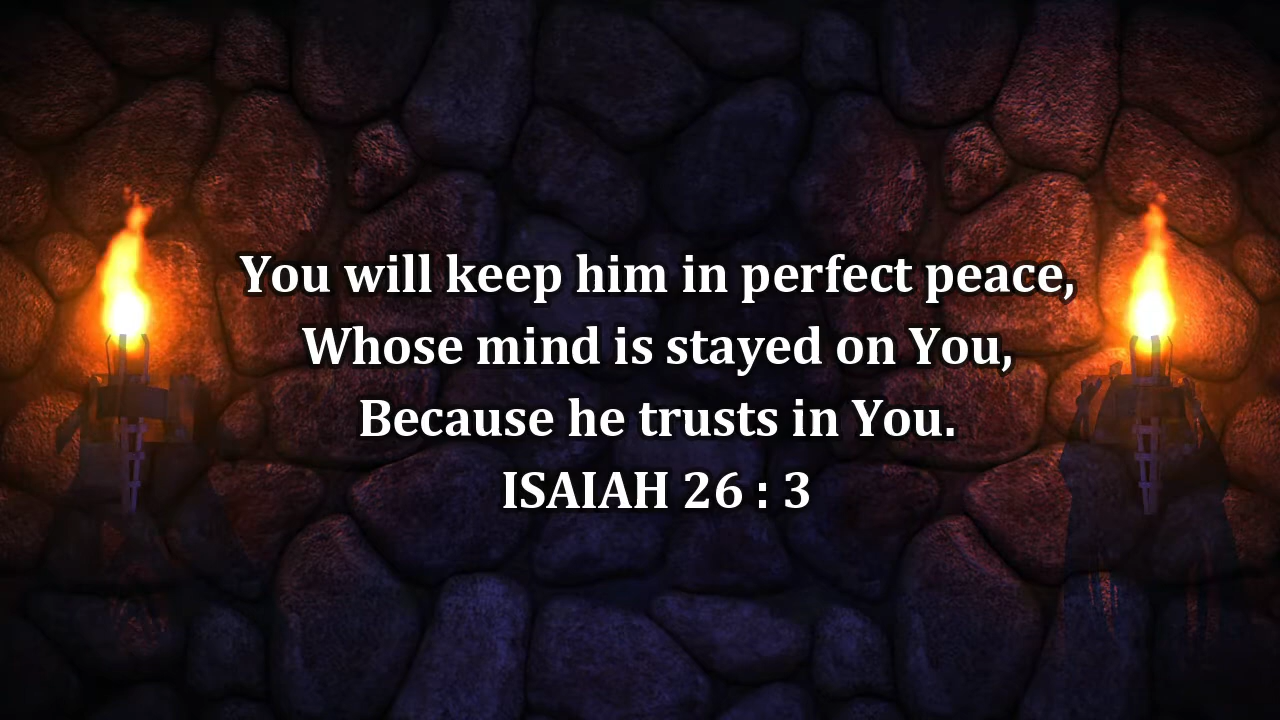 You will keep him in perfect peace,
Whose mind is stayed on You,
Because he trusts in You.
ISAIAH 26 : 3